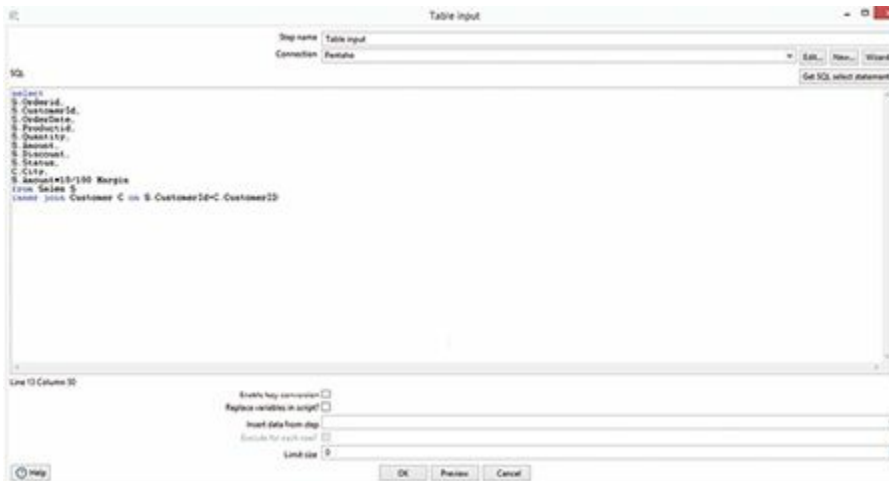 Table input
Step name Table input
Connection Pentaho Edit... New... Wizard
SQL Get SQL select statement
select
S.Orderid,
S.CustomerId,
S.OrderDate,
S.Productid,
S.Quantity,
S.Amount,
S.Discount,
S.Status,
C.City,
S.Amount*10/100 Margin
from Sales S
inner join Customer C on S.CustomerId=C.CustomerID
Line 13 Column 50
Enable lazy conversion
Replace variables in script?
Insert data from step
Execute for each row?
Limit size 0
Help OK Preview Cancel